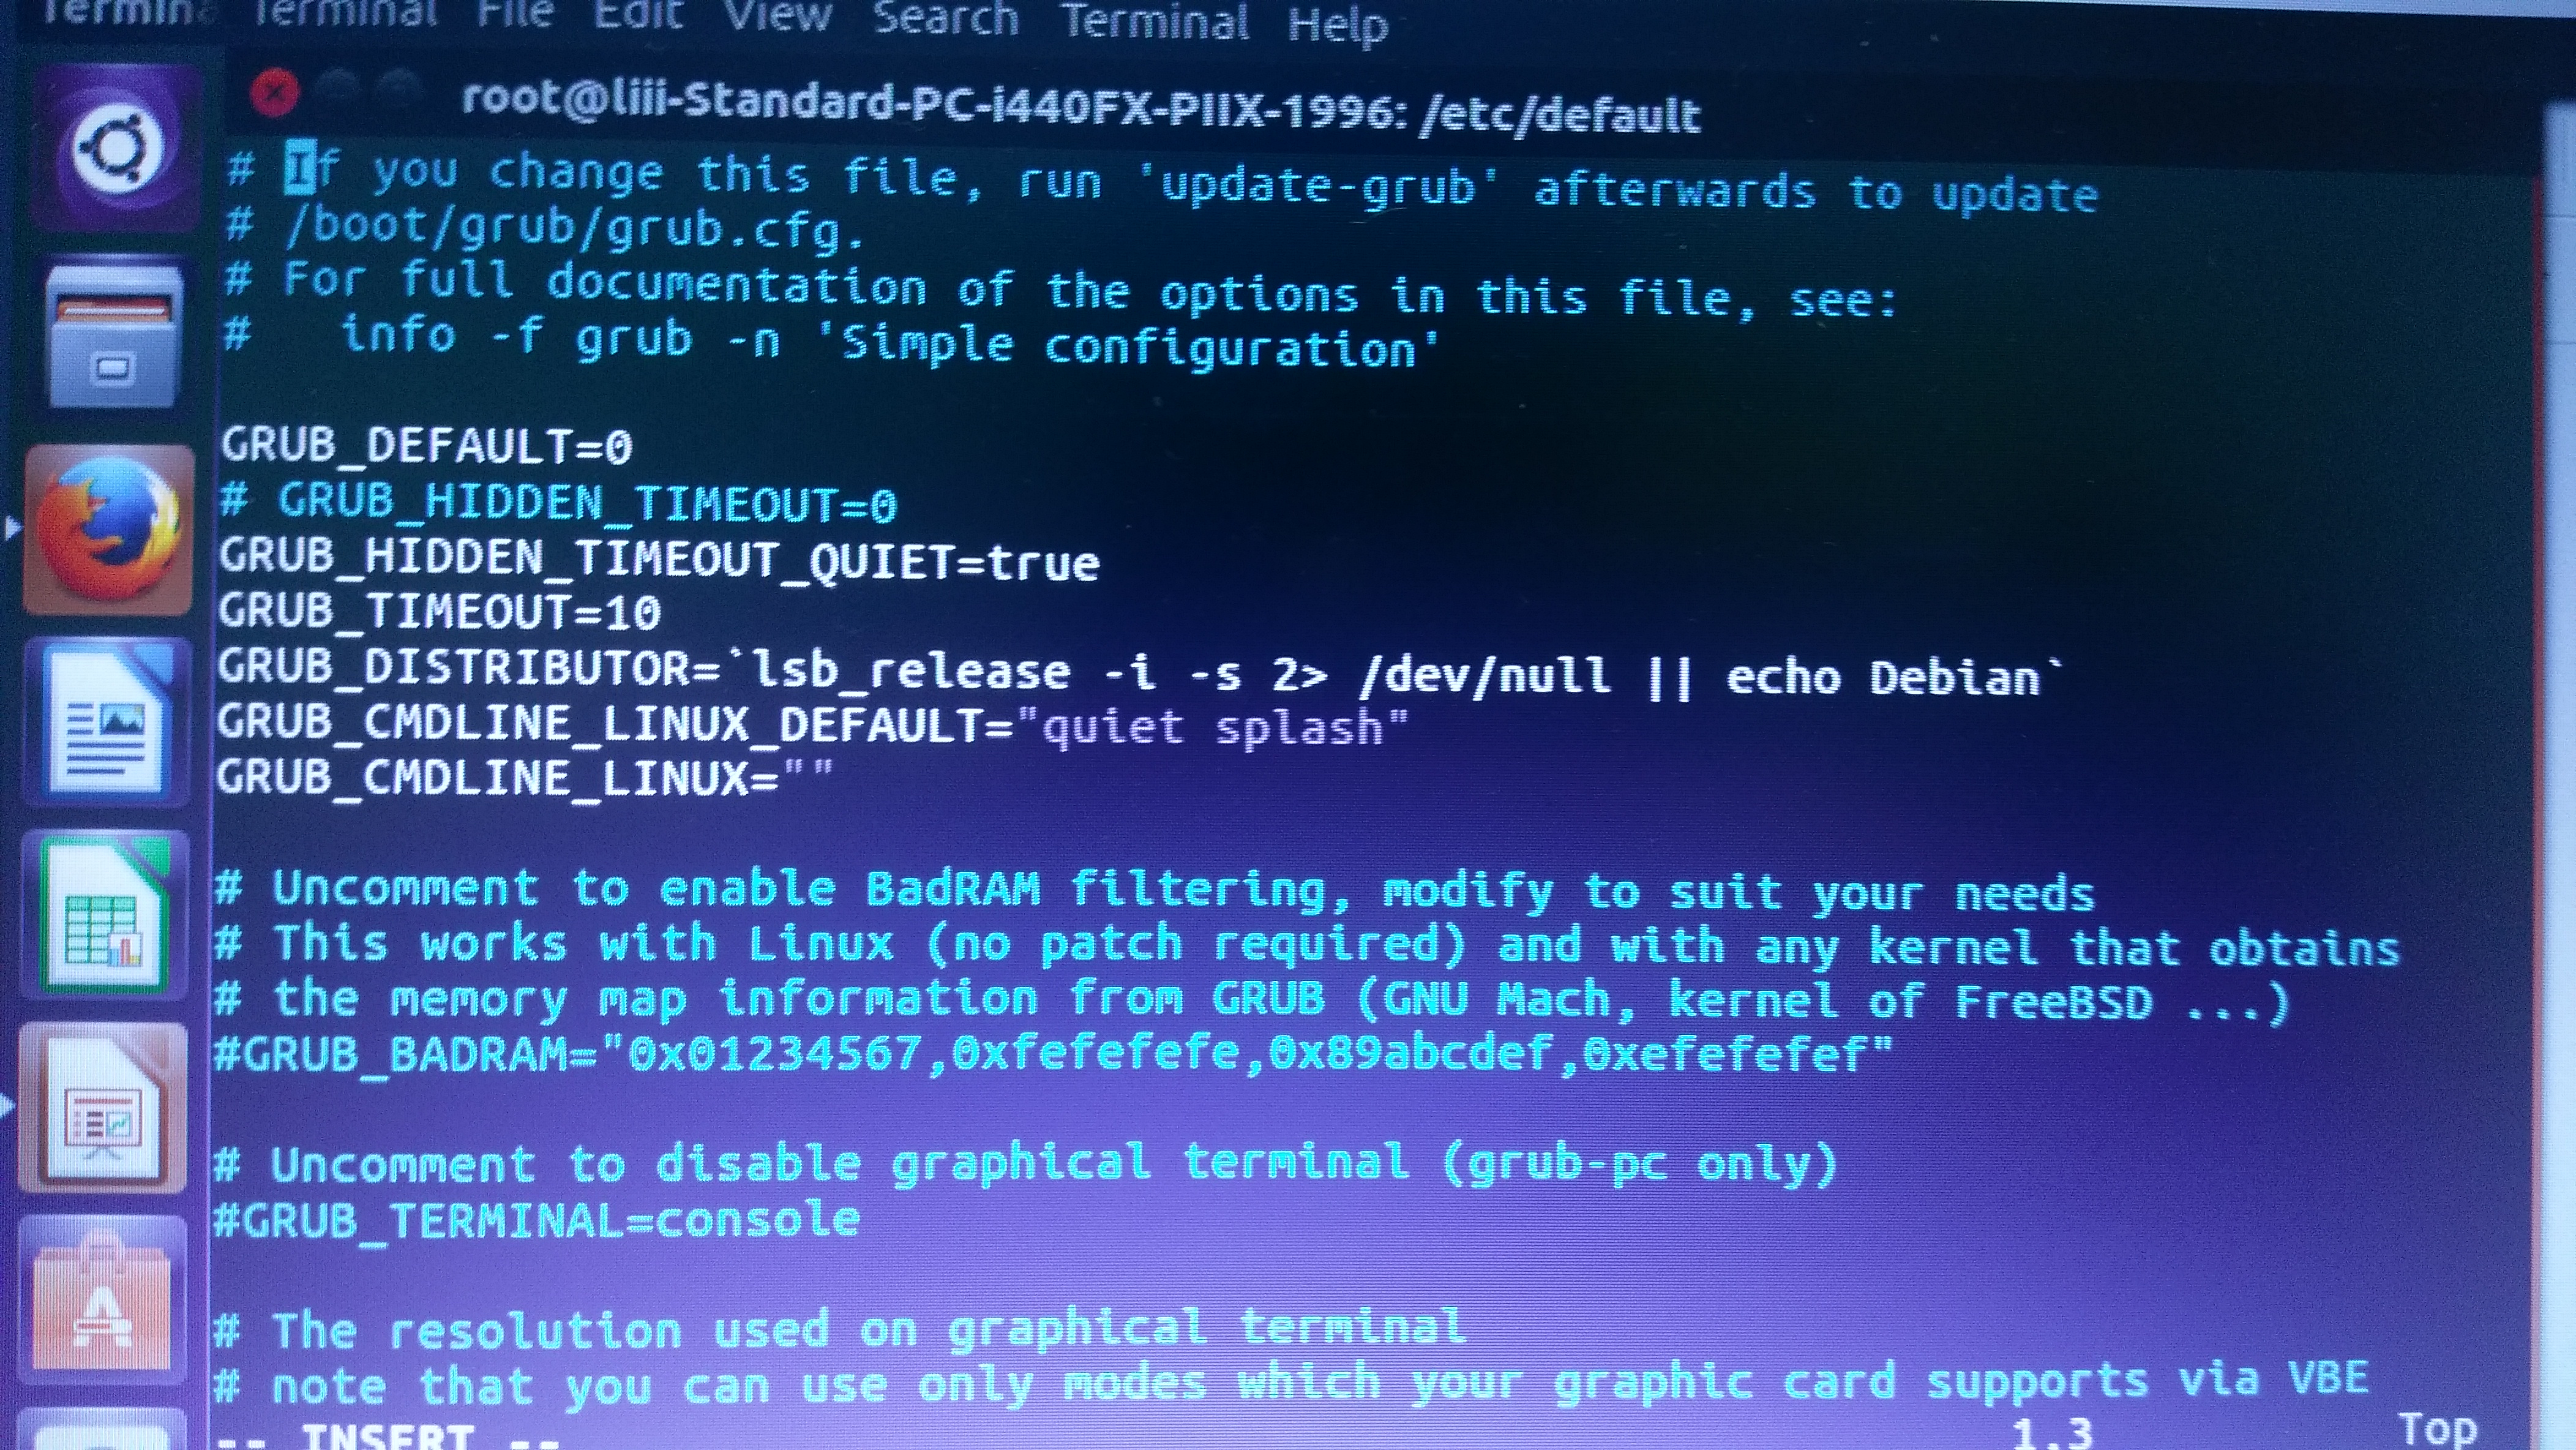 Terminal Terminal File Edit View Search Terminal Help
root@liii-Standard-PC-i440FX-PIIX-1996: /etc/default
# If you change this file, run 'update-grub' afterwards to update
# /boot/grub/grub.cfg.
# For full documentation of the options in this file, see:
#   info -f grub -n 'Simple configuration'
GRUB_DEFAULT=0
# GRUB_HIDDEN_TIMEOUT=0
GRUB_HIDDEN_TIMEOUT_QUIET=true
GRUB_TIMEOUT=10
GRUB_DISTRIBUTOR=`lsb_release -i -s 2> /dev/null || echo Debian`
GRUB_CMDLINE_LINUX_DEFAULT="quiet splash"
GRUB_CMDLINE_LINUX=""
# Uncomment to enable BadRAM filtering, modify to suit your needs
# This works with Linux (no patch required) and with any kernel that obtains
# the memory map information from GRUB (GNU Mach, kernel of FreeBSD ...)
#GRUB_BADRAM="0x01234567,0xfefefefe,0x89abcdef,0xefefefef"
# Uncomment to disable graphical terminal (grub-pc only)
#GRUB_TERMINAL=console
# The resolution used on graphical terminal
# note that you can use only modes which your graphic card supports via VBE
-- INSERT -- 1,3 Top